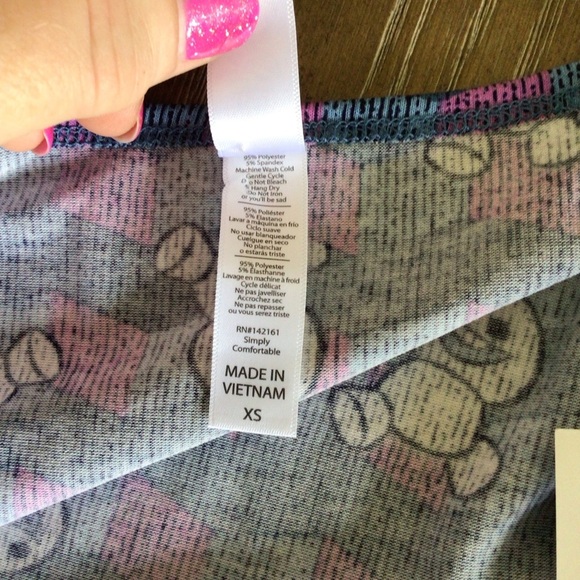 95% Polyester
5% Spandex
Machine Wash Cold
Gentle Cycle
Do Not Bleach
Hang Dry
Do Not Iron
or you'll be sad
95% Poliéster
5% Elastano
Lavar a máquina en frio
Ciclo suave
No usar blanqueador
Cuelgue en seco
No planchar
o estarás triste
95% Polyester
5% Élasthanne
Lavage en machine à froid
Cycle délicat
Ne pas javelliser
Accrochez sec
Ne pas repasser
ou vous serez triste
RN#142161
Simply
Comfortable
MADE IN
VIETNAM
XS